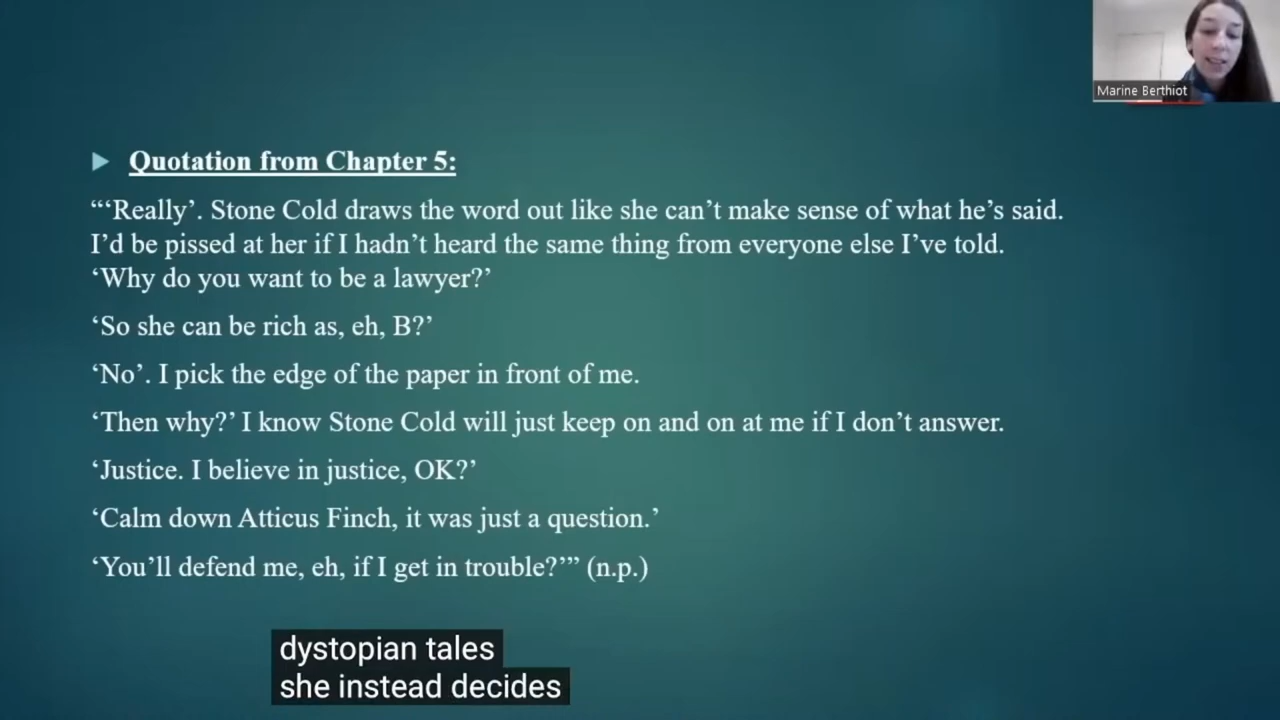 Marine Berthiot
Quotation from Chapter 5:
“‘Really’. Stone Cold draws the word out like she can’t make sense of what he’s said.
I’d be pissed at her if I hadn’t heard the same thing from everyone else I’ve told.
‘Why do you want to be a lawyer?’
‘So she can be rich as, eh, B?’
‘No’. I pick the edge of the paper in front of me.
‘Then why?’ I know Stone Cold will just keep on and on at me if I don’t answer.
‘Justice. I believe in justice, OK?’
‘Calm down Atticus Finch, it was just a question.’
‘You’ll defend me, eh, if I get in trouble?’” (n.p.)
dystopian tales
she instead decides